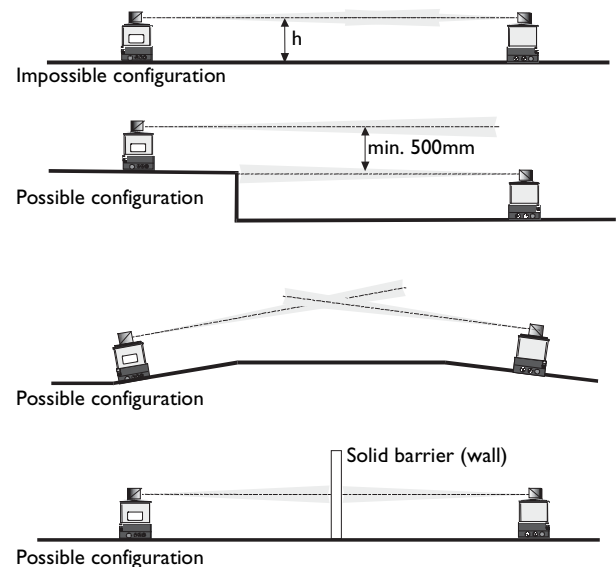 h
Impossible configuration
min. 500mm
Possible configuration
Possible configuration
Solid barrier (wall)
Possible configuration